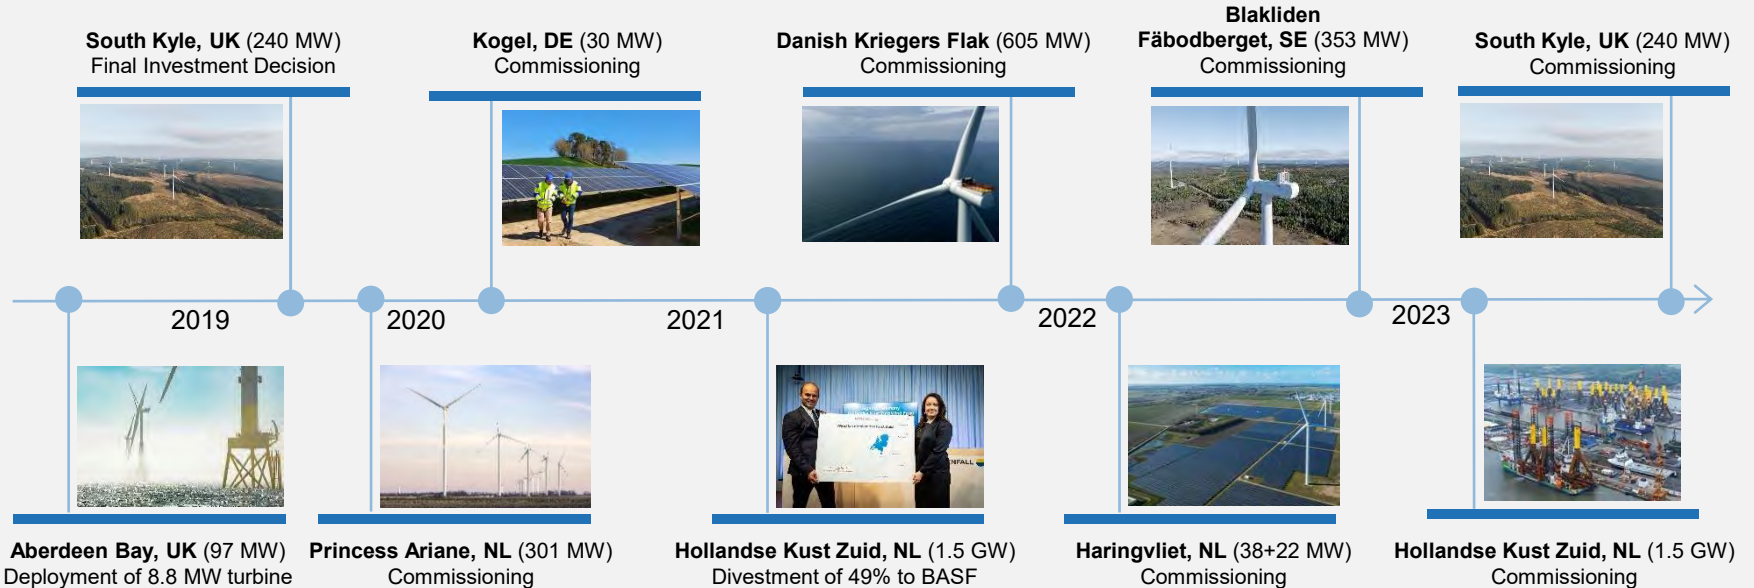 South Kyle, UK (240 MW)
Final Investment Decision
Kogel, DE (30 MW)
Commissioning
Danish Kriegers Flak (605 MW)
Commissioning
Blakliden
Fäbodberget, SE (353 MW)
Commissioning
South Kyle, UK (240 MW)
Commissioning
2019
2020
2021
2022
2023
NFALL
Aberdeen Bay, UK (97 MW)
Deployment of 8.8 MW turbine
Princess Ariane, NL (301 MW)
Commissioning
Hollandse Kust Zuid, NL (1.5 GW)
Divestment of 49% to BASF
Haringvliet, NL (38+22 MW)
Commissioning
Hollandse Kust Zuid, NL (1.5 GW)
Commissioning